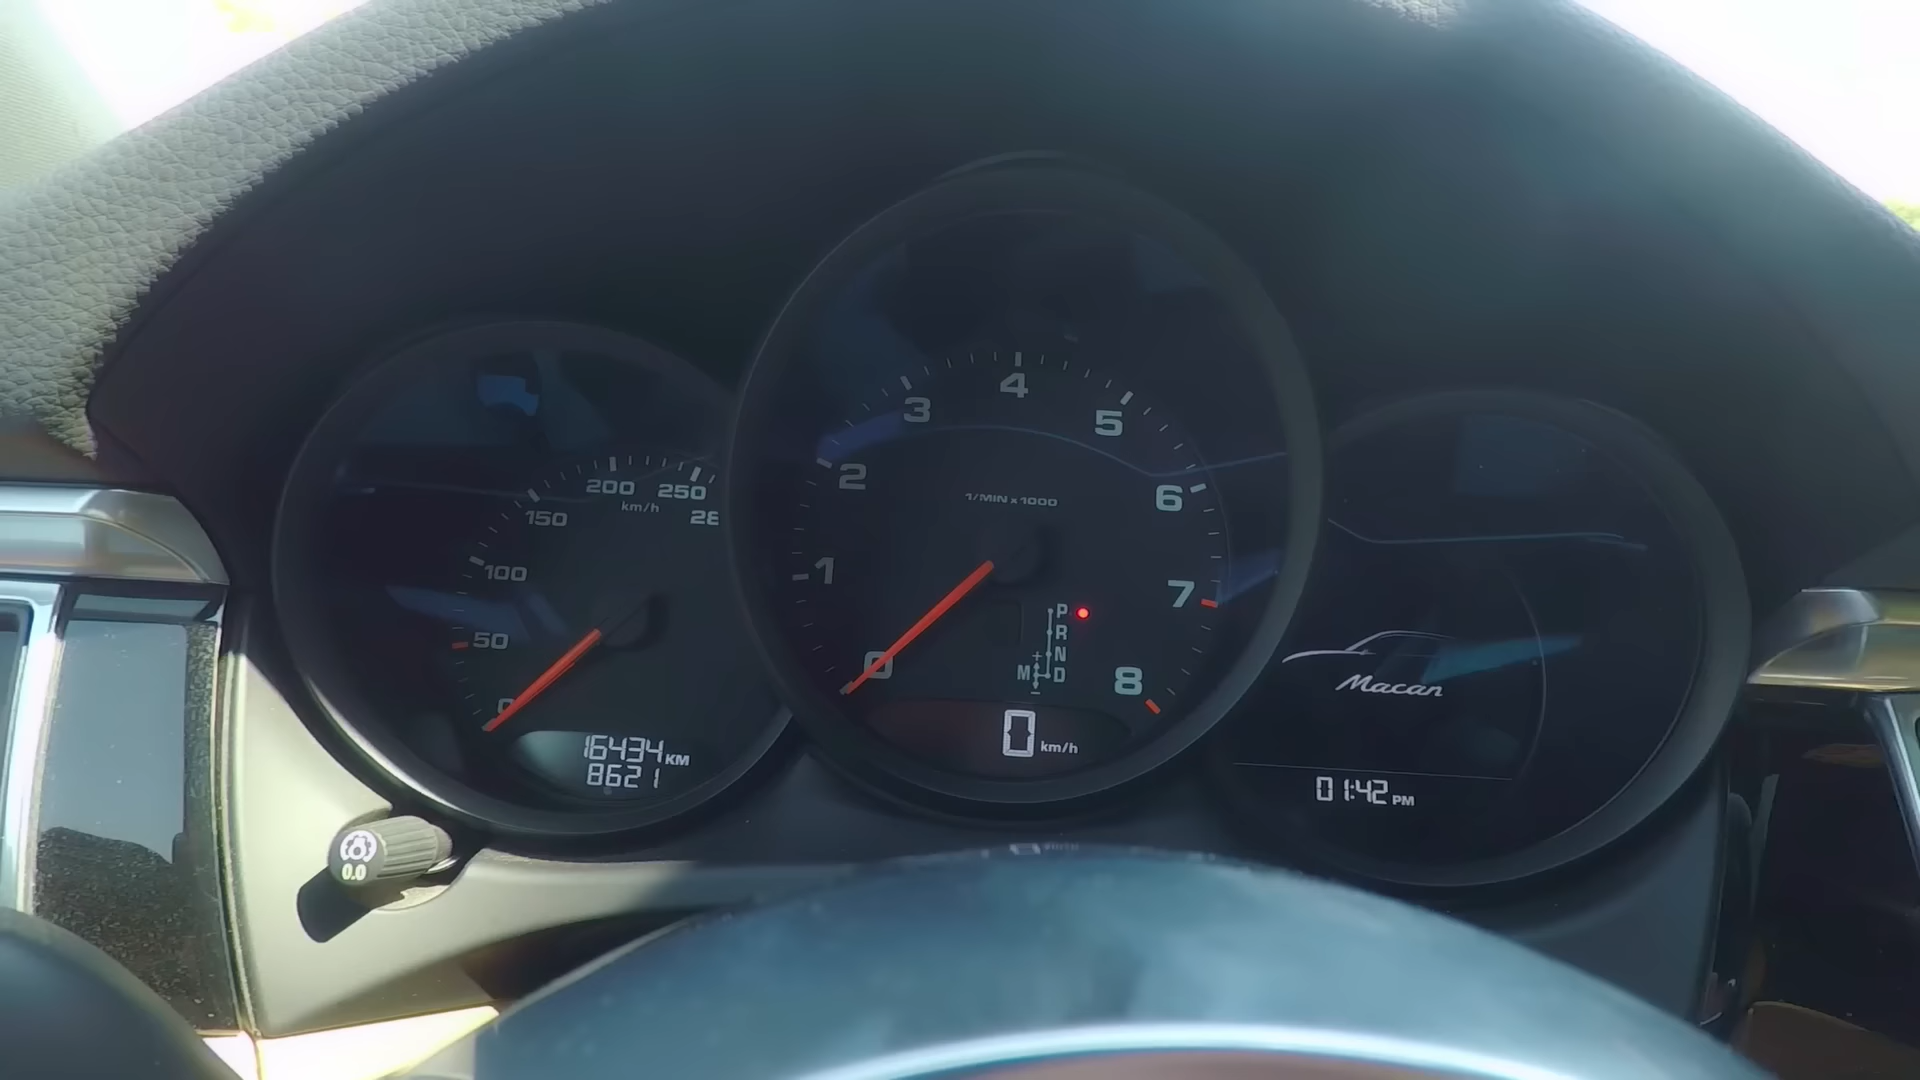 200 250
km/h
150 28
100
50
0
16434 KM
8621
0.0
4
3 5
2 6
1/MIN x 1000
1 7
0 8
P
R
+ N
M D
-
0 km/h
Macan
01:42 PM